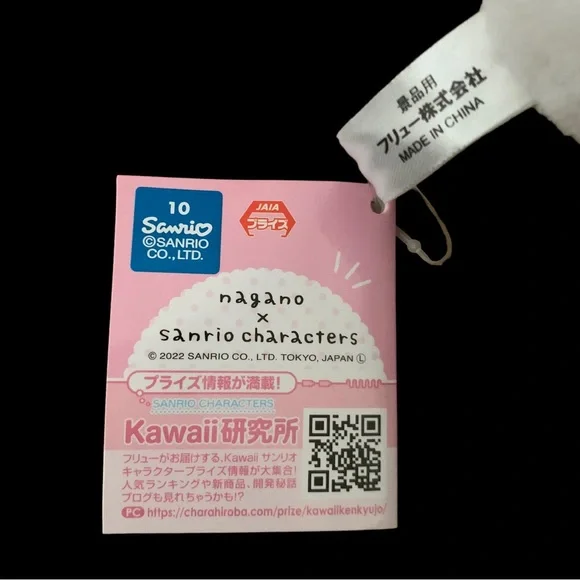 景品用
フリュー株式会社
MADE IN CHINA
10
Sanrio
©SANRIO
CO., LTD.
JAIA
プライズ
nagano
×
sanrio characters
© 2022 SANRIO CO., LTD. TOKYO, JAPAN Ⓛ
プライズ情報が満載!
SANRIO CHARACTERS
Kawaii研究所
フリューがお届けする、Kawaii サンリオ
キャラクタープライズ情報が大集合!
人気ランキングや新商品、開発秘話
ブログも見れちゃうかも!?
PC https://charahiroba.com/prize/kawaiikenkyujo/